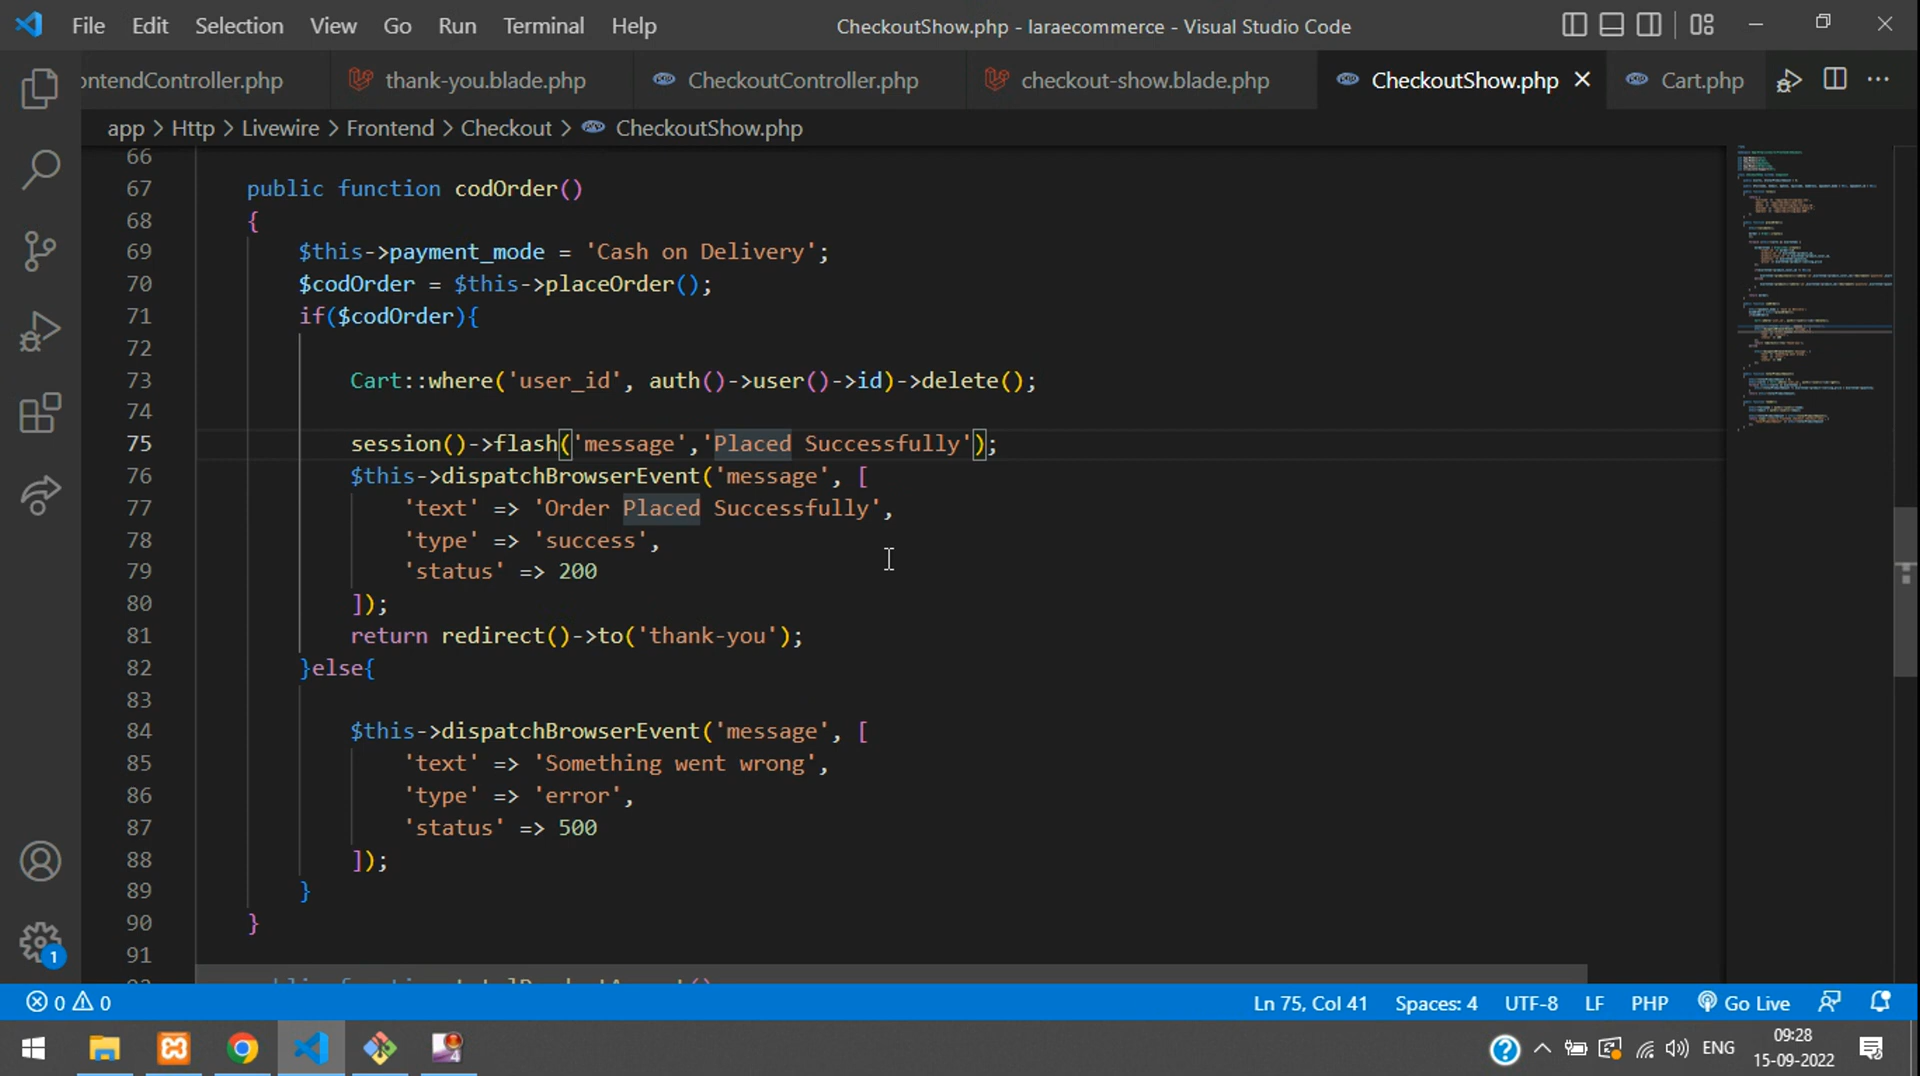 File Edit Selection View Go Run Terminal Help CheckoutShow.php - laraecommerce - Visual Studio Code
ontendController.php thank-you.blade.php CheckoutController.php checkout-show.blade.php CheckoutShow.php Cart.php
app > Http > Livewire > Frontend > Checkout > CheckoutShow.php
66
67 public function codOrder()
68 {
69 $this->payment_mode = 'Cash on Delivery';
70 $codOrder = $this->placeOrder();
71 if($codOrder){
72
73 Cart::where('user_id', auth()->user()->id)->delete();
74
75 session()->flash('message','Placed Successfully');
76 $this->dispatchBrowserEvent('message', [
77 'text' => 'Order Placed Successfully',
78 'type' => 'success',
79 'status' => 200
80 ]);
81 return redirect()->to('thank-you');
82 }else{
83
84 $this->dispatchBrowserEvent('message', [
85 'text' => 'Something went wrong',
86 'type' => 'error',
87 'status' => 500
88 ]);
89 }
90 }
91
0 0 Ln 75, Col 41 Spaces: 4 UTF-8 LF PHP Go Live
1
4
ENG
09:28
15-09-2022